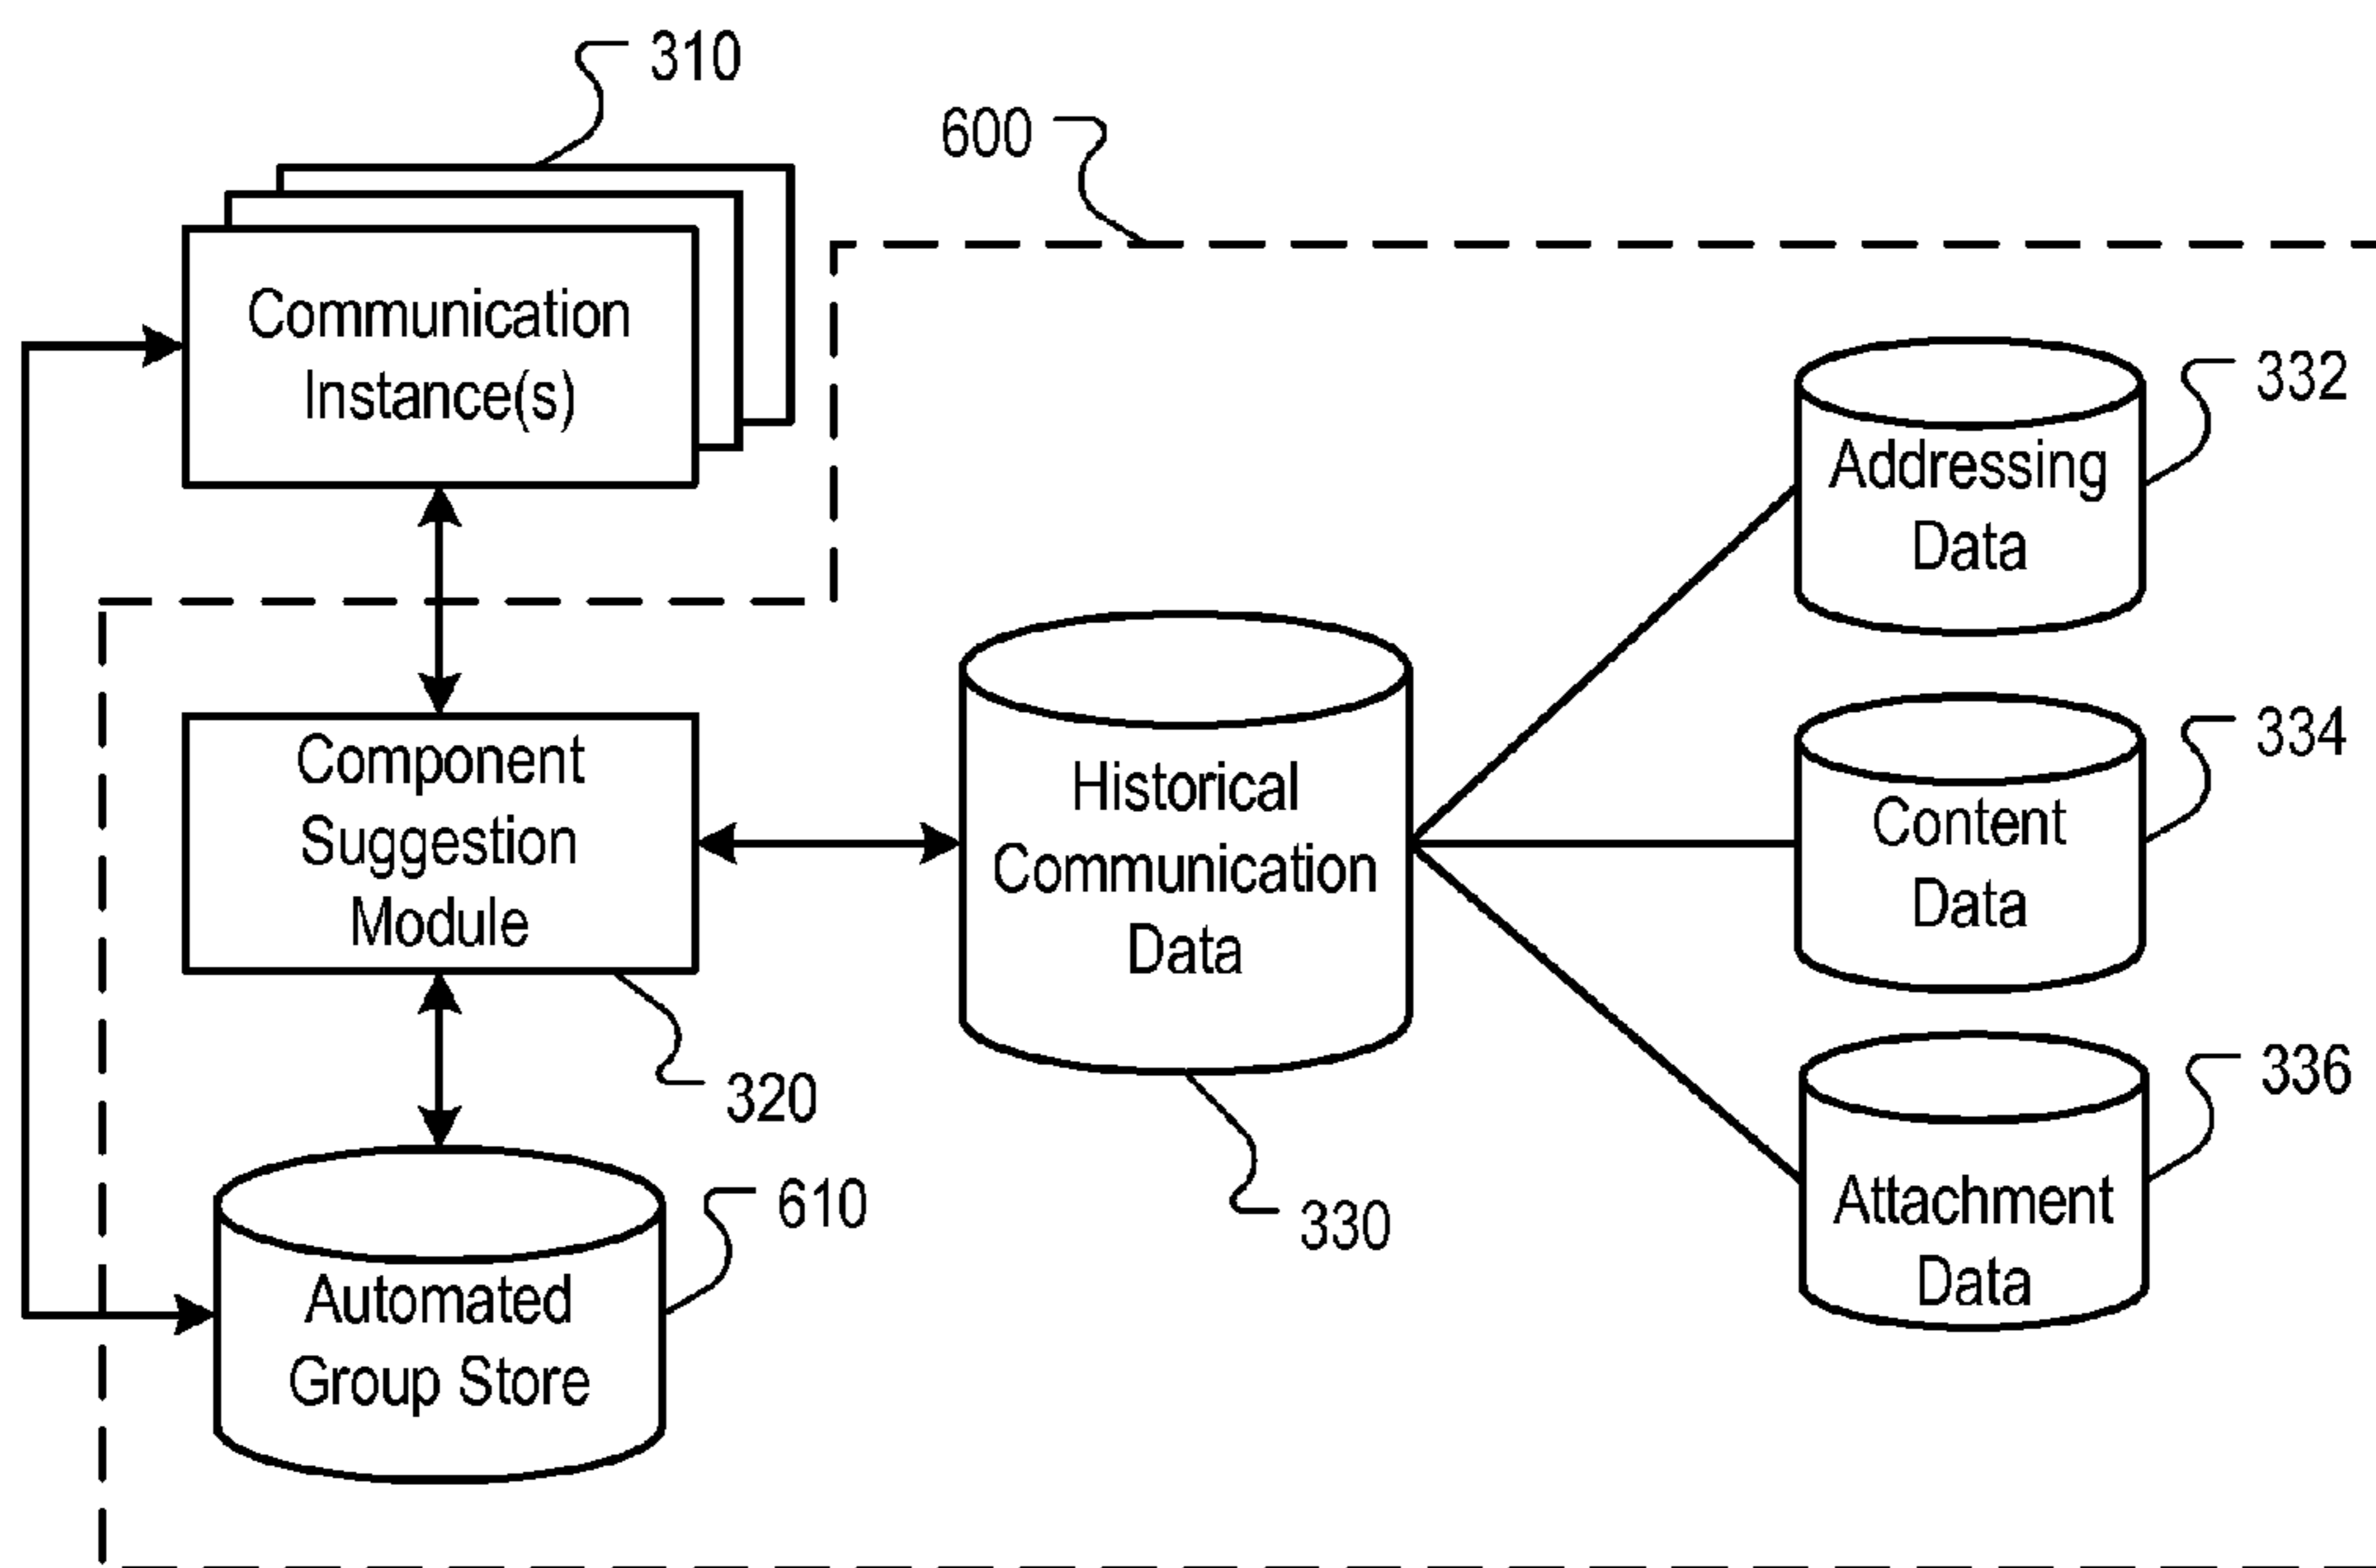 310
600
Communication
Instance(s)
332
Addressing
Data
334
Content
Data
Component
Suggestion
Module
Historical
Communication
Data
320
330
336
Attachment
Data
610
Automated
Group Store